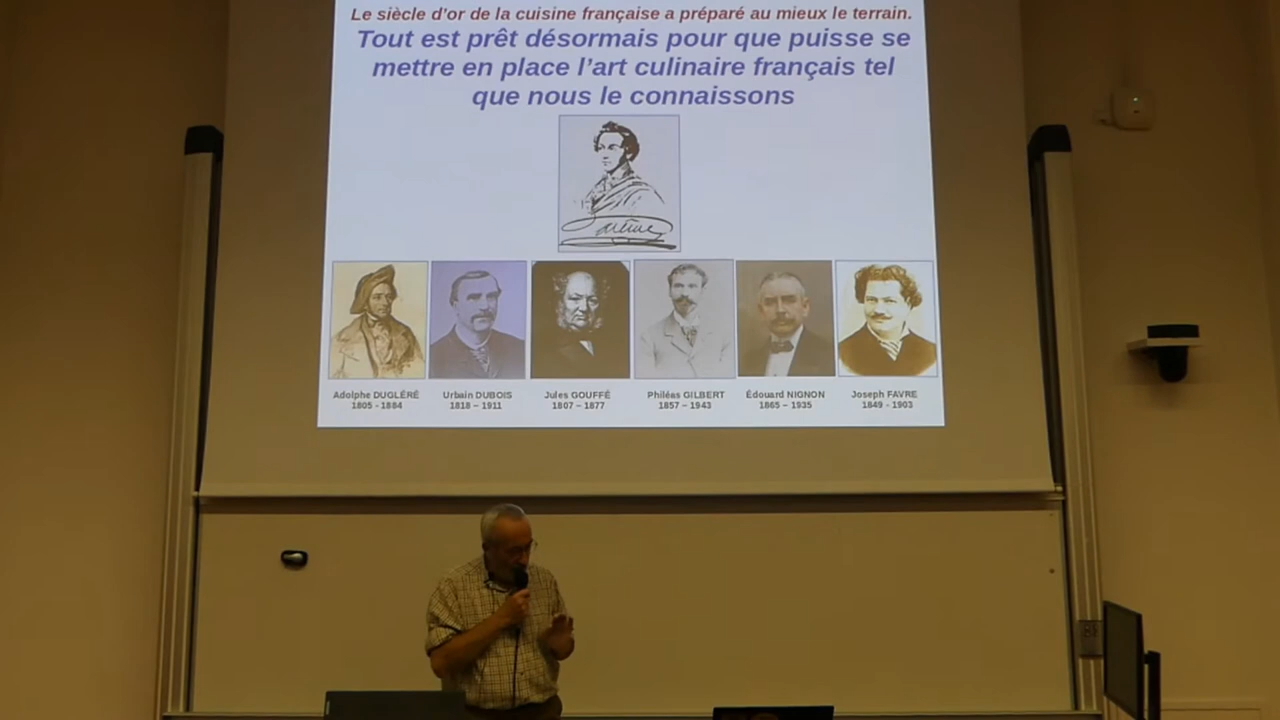 Le siècle d'or de la cuisine française a préparé au mieux le terrain.
Tout est prêt désormais pour que puisse se
mettre en place l'art culinaire français tel
que nous le connaissons
Adolphe DUGLÉRÉ
1805 - 1884
Urbain DUBOIS
1818 – 1911
Jules GOUFFÉ
1807 – 1877
Philéas GILBERT
1857 – 1943
Édouard NIGNON
1865 – 1935
Joseph FAVRE
1849 - 1903